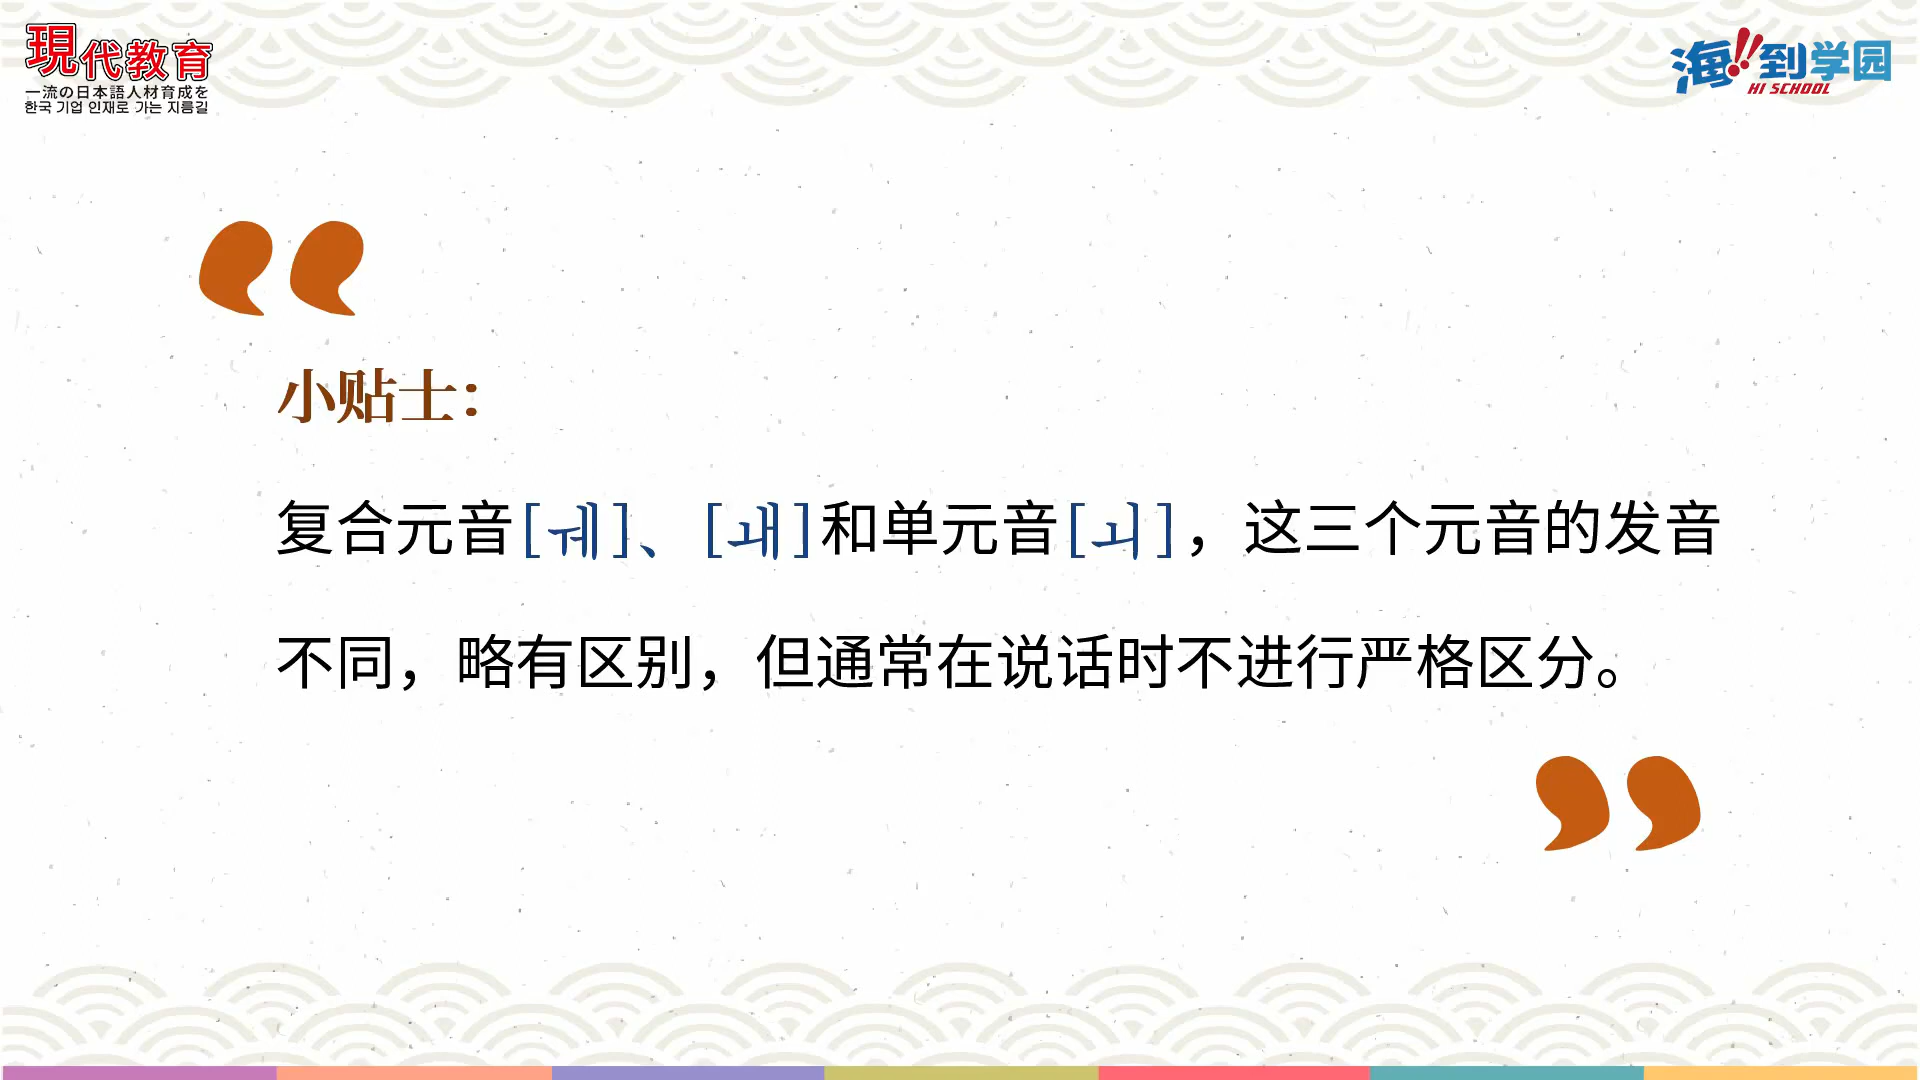 現代教育
一流の日本語人材育成を
한국 기업 인재로 가는 지름길
海!!到学园
HI SCHOOL
小贴士：
复合元音[ㅞ]、[ㅙ]和单元音[ㅚ]，这三个元音的发音
不同，略有区别，但通常在说话时不进行严格区分。